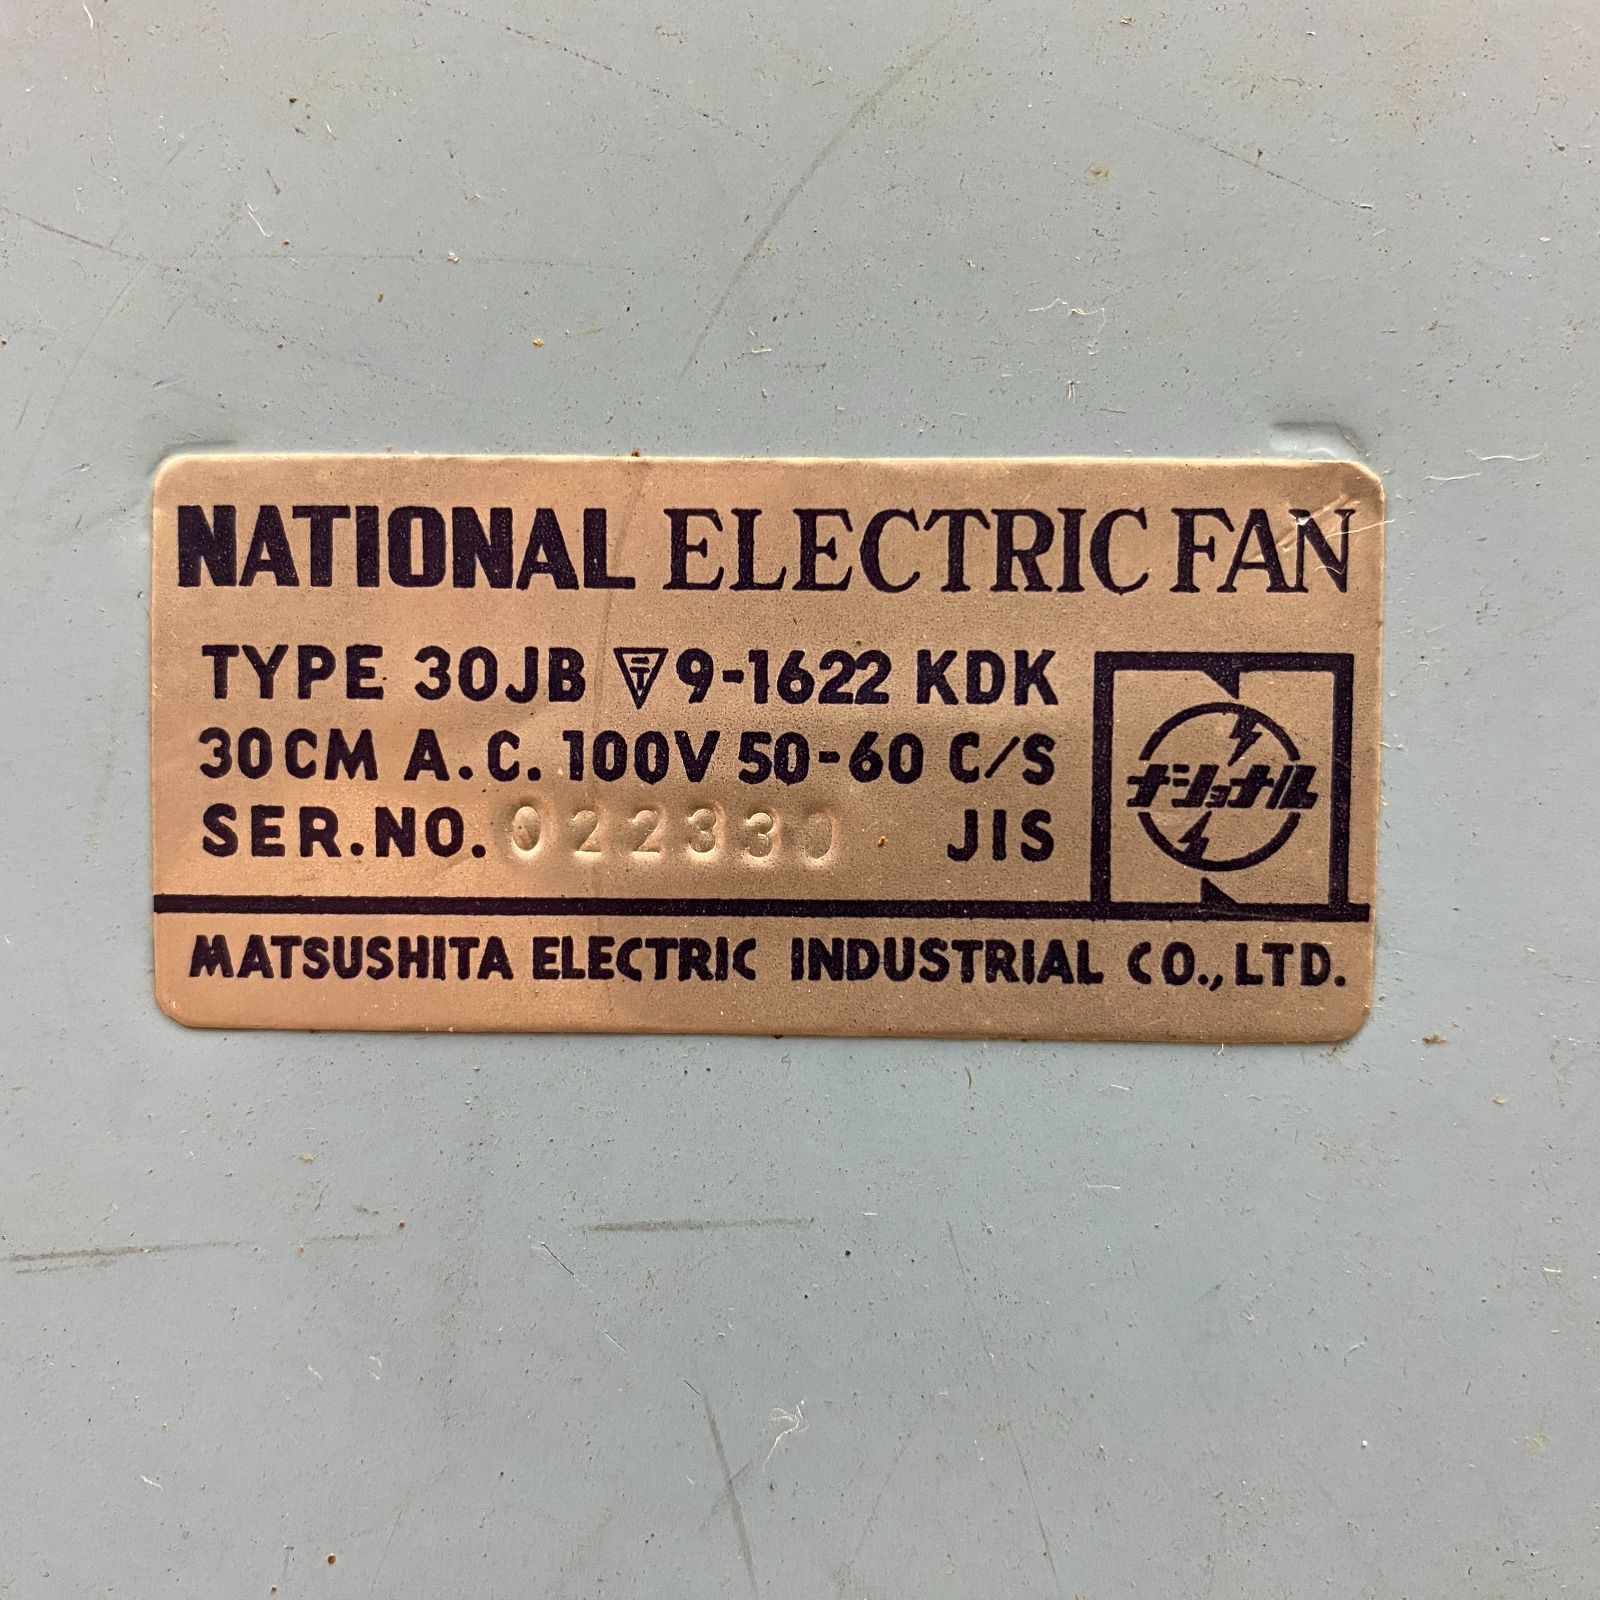 NATIONAL ELECTRIC FAN
TYPE 30JB 〒 9-1622 KDK
30CM A.C. 100V 50-60 C/S
SER.NO. 022330 JIS
ナショナル
MATSUSHITA ELECTRIC INDUSTRIAL CO., LTD.